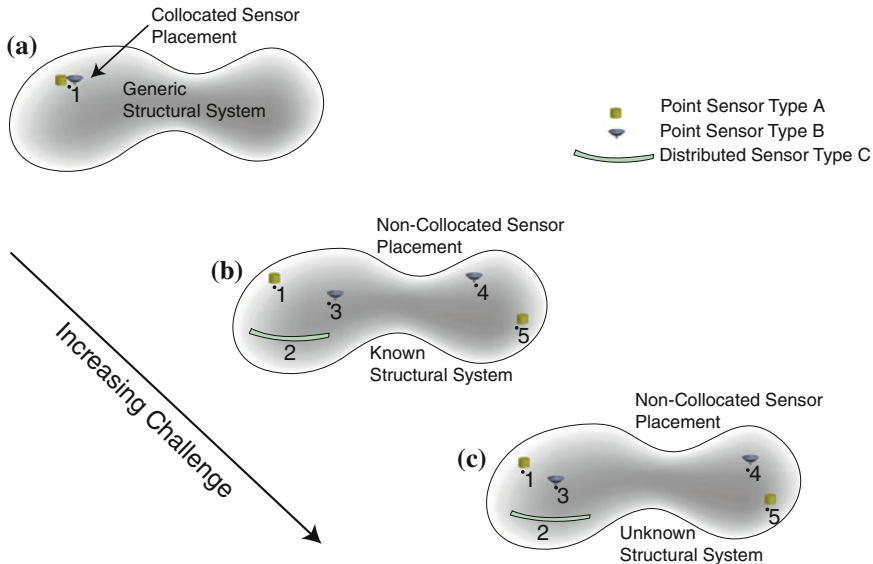 Collocated Sensor
Placement
(a)
1
Generic
Structural System
Point Sensor Type A
Point Sensor Type B
Distributed Sensor Type C
Non-Collocated Sensor
Placement
(b)
1
3
4
5
2
Known
Structural System
Increasing Challenge
Non-Collocated Sensor
Placement
(c)
1
3
4
5
2
Unknown
Structural System